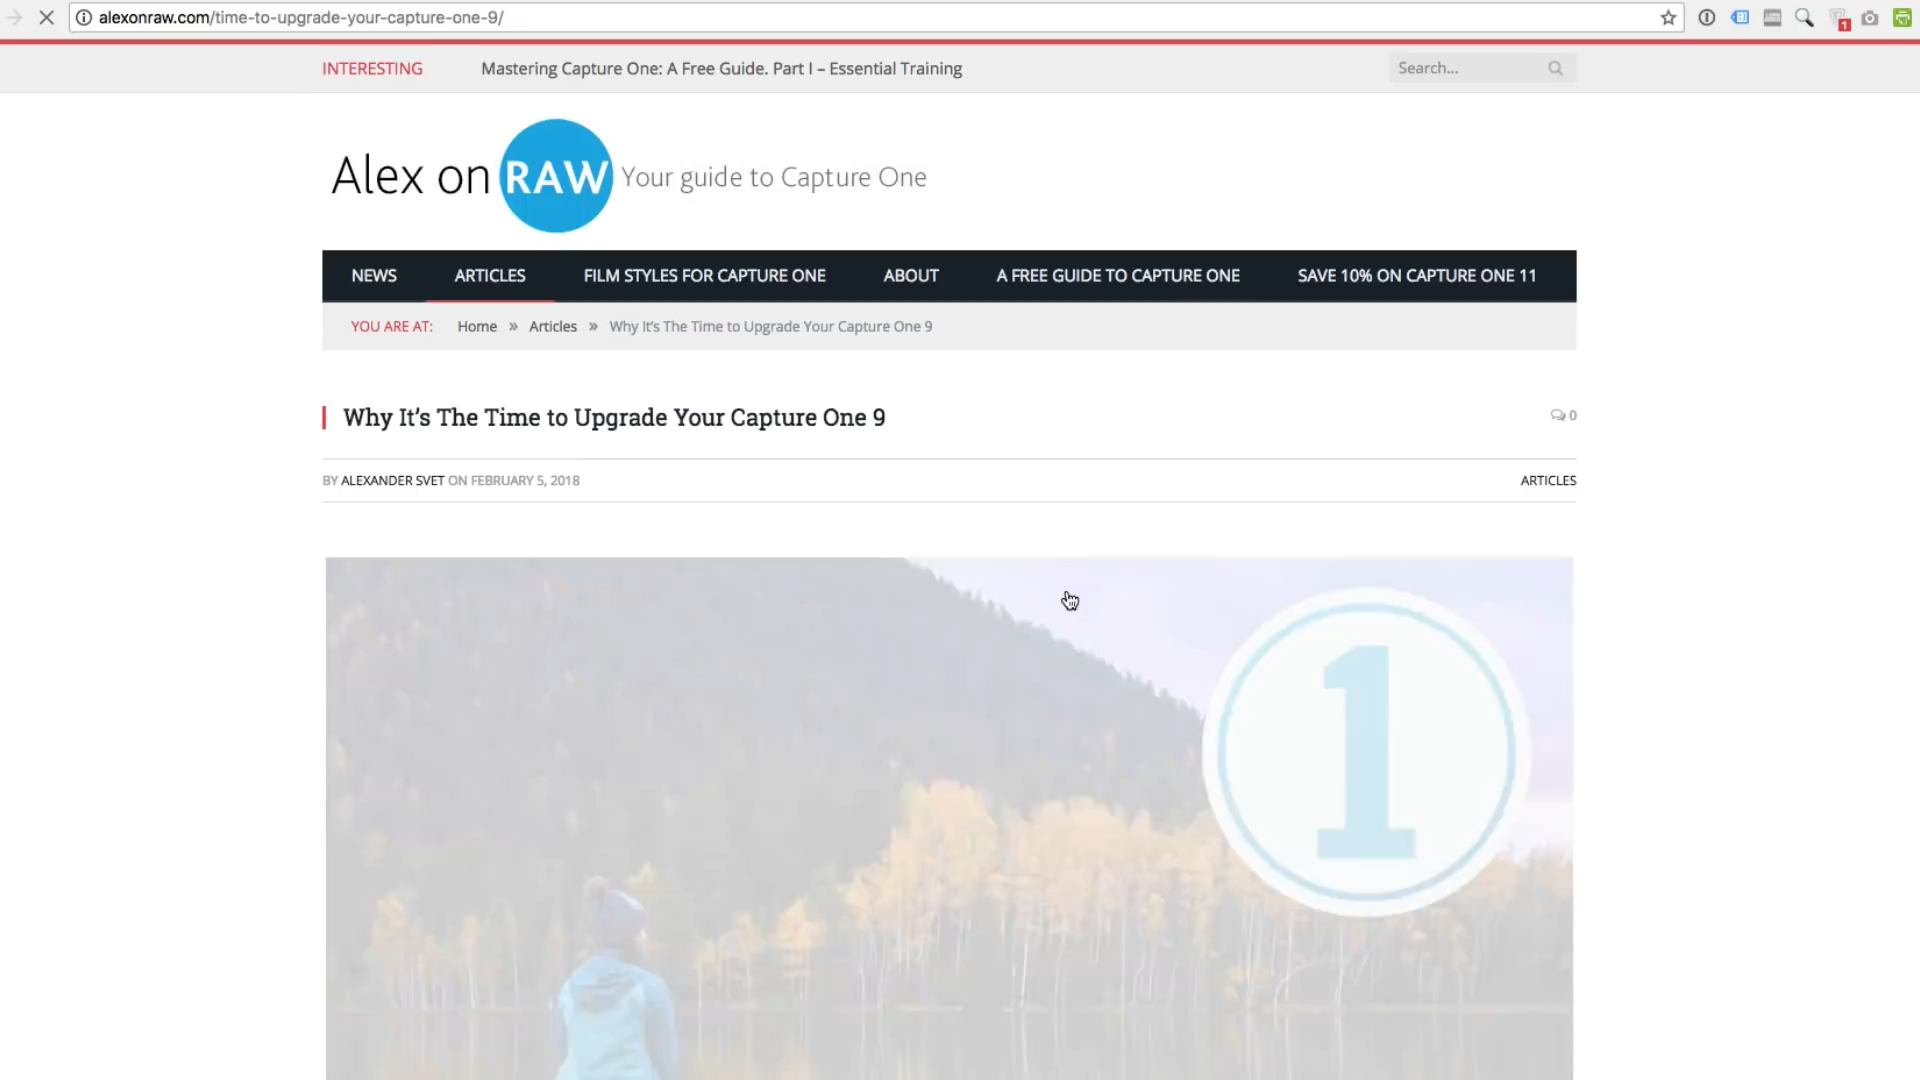 alexonraw.com/time-to-upgrade-your-capture-one-9/
1
INTERESTING Mastering Capture One: A Free Guide. Part I – Essential Training Search...
Alex on RAW Your guide to Capture One
NEWS ARTICLES FILM STYLES FOR CAPTURE ONE ABOUT A FREE GUIDE TO CAPTURE ONE SAVE 10% ON CAPTURE ONE 11
YOU ARE AT: Home » Articles » Why It’s The Time to Upgrade Your Capture One 9
Why It’s The Time to Upgrade Your Capture One 9 0
BY ALEXANDER SVET ON FEBRUARY 5, 2018 ARTICLES
1